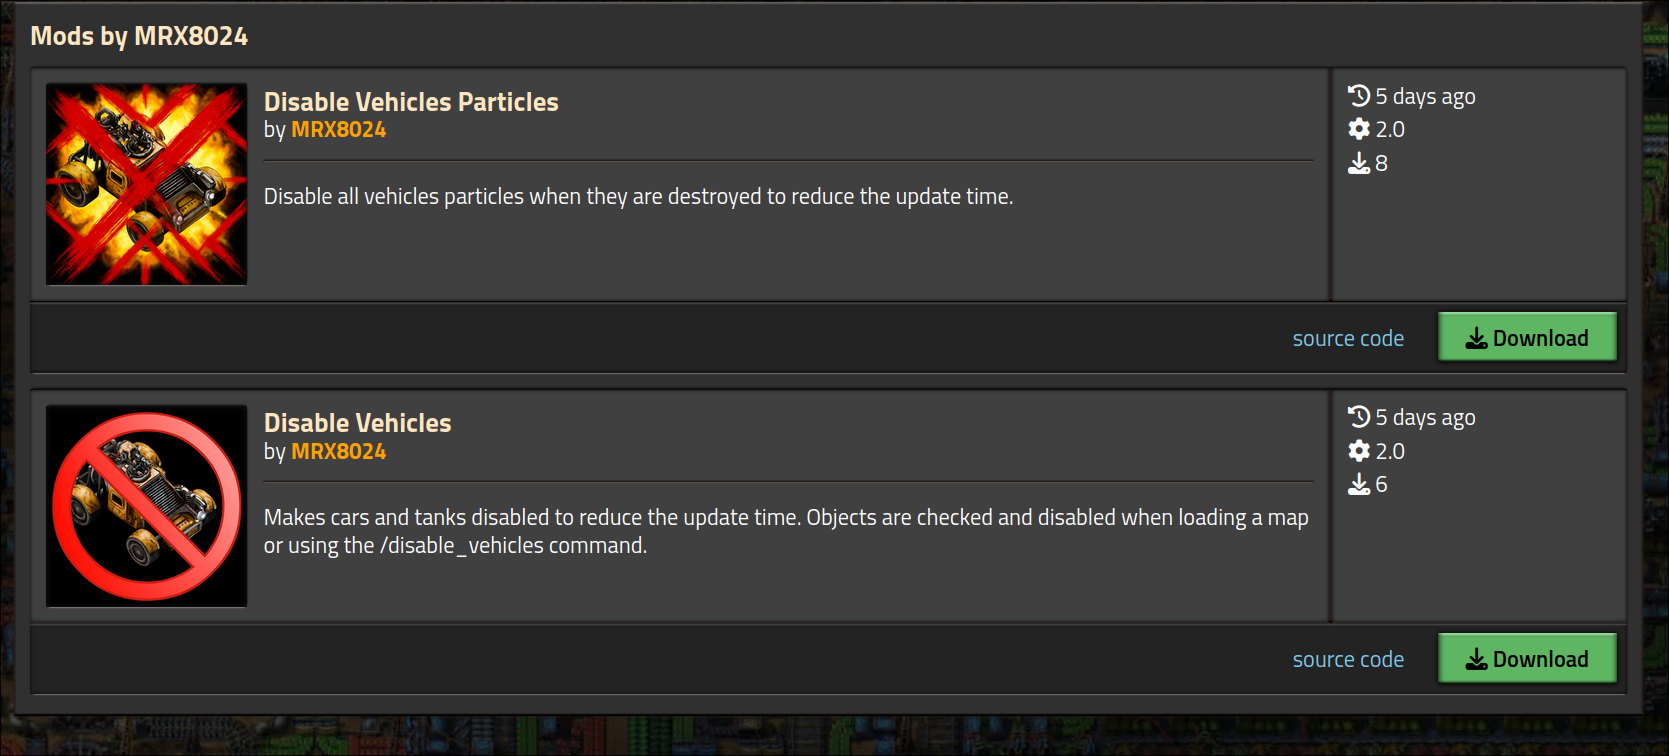 Mods by MRX8024
Disable Vehicles Particles
by MRX8024
Disable all vehicles particles when they are destroyed to reduce the update time.
5 days ago
2.0
8
source code
Download
Disable Vehicles
by MRX8024
Makes cars and tanks disabled to reduce the update time. Objects are checked and disabled when loading a map
or using the /disable_vehicles command.
5 days ago
2.0
6
source code
Download